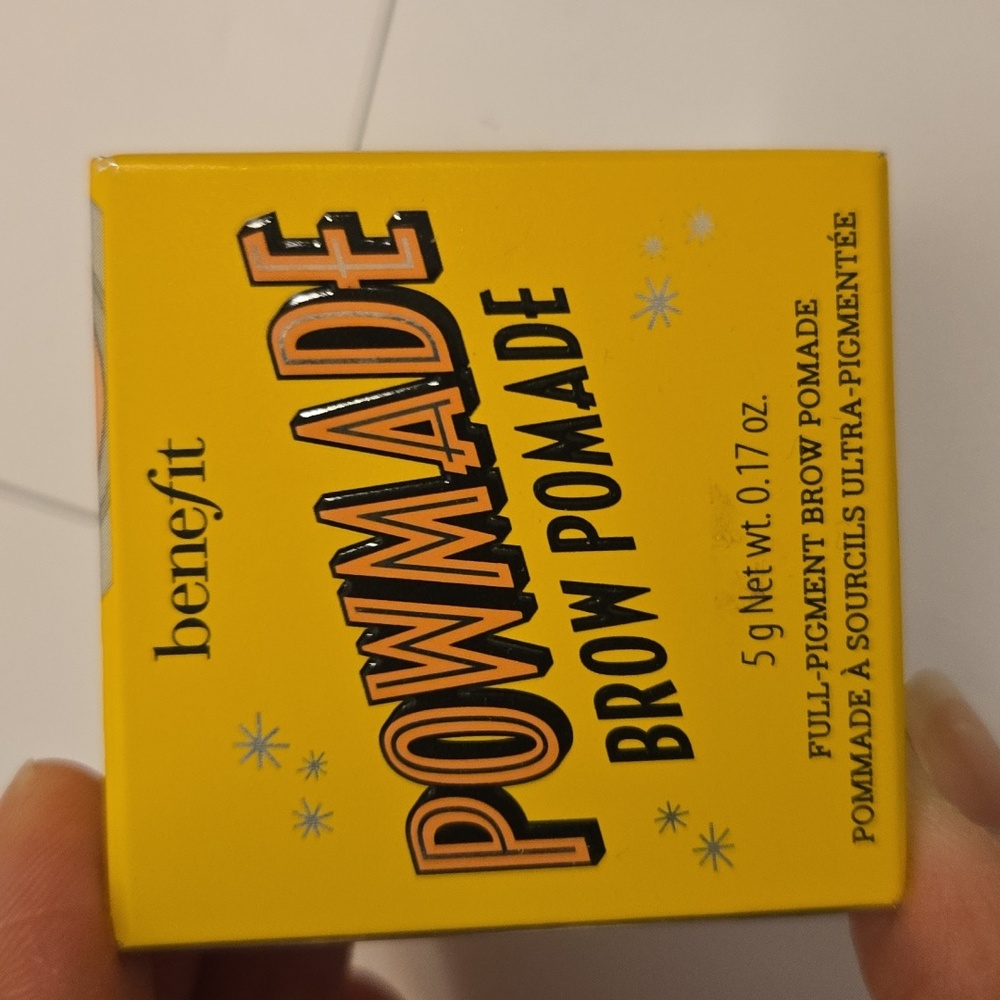 benefit
POWMADE
BROW POMADE
5 g Net wt. 0.17 oz.
FULL-PIGMENT BROW POMADE
POMMADE À SOURCILS ULTRA-PIGMENTÉE